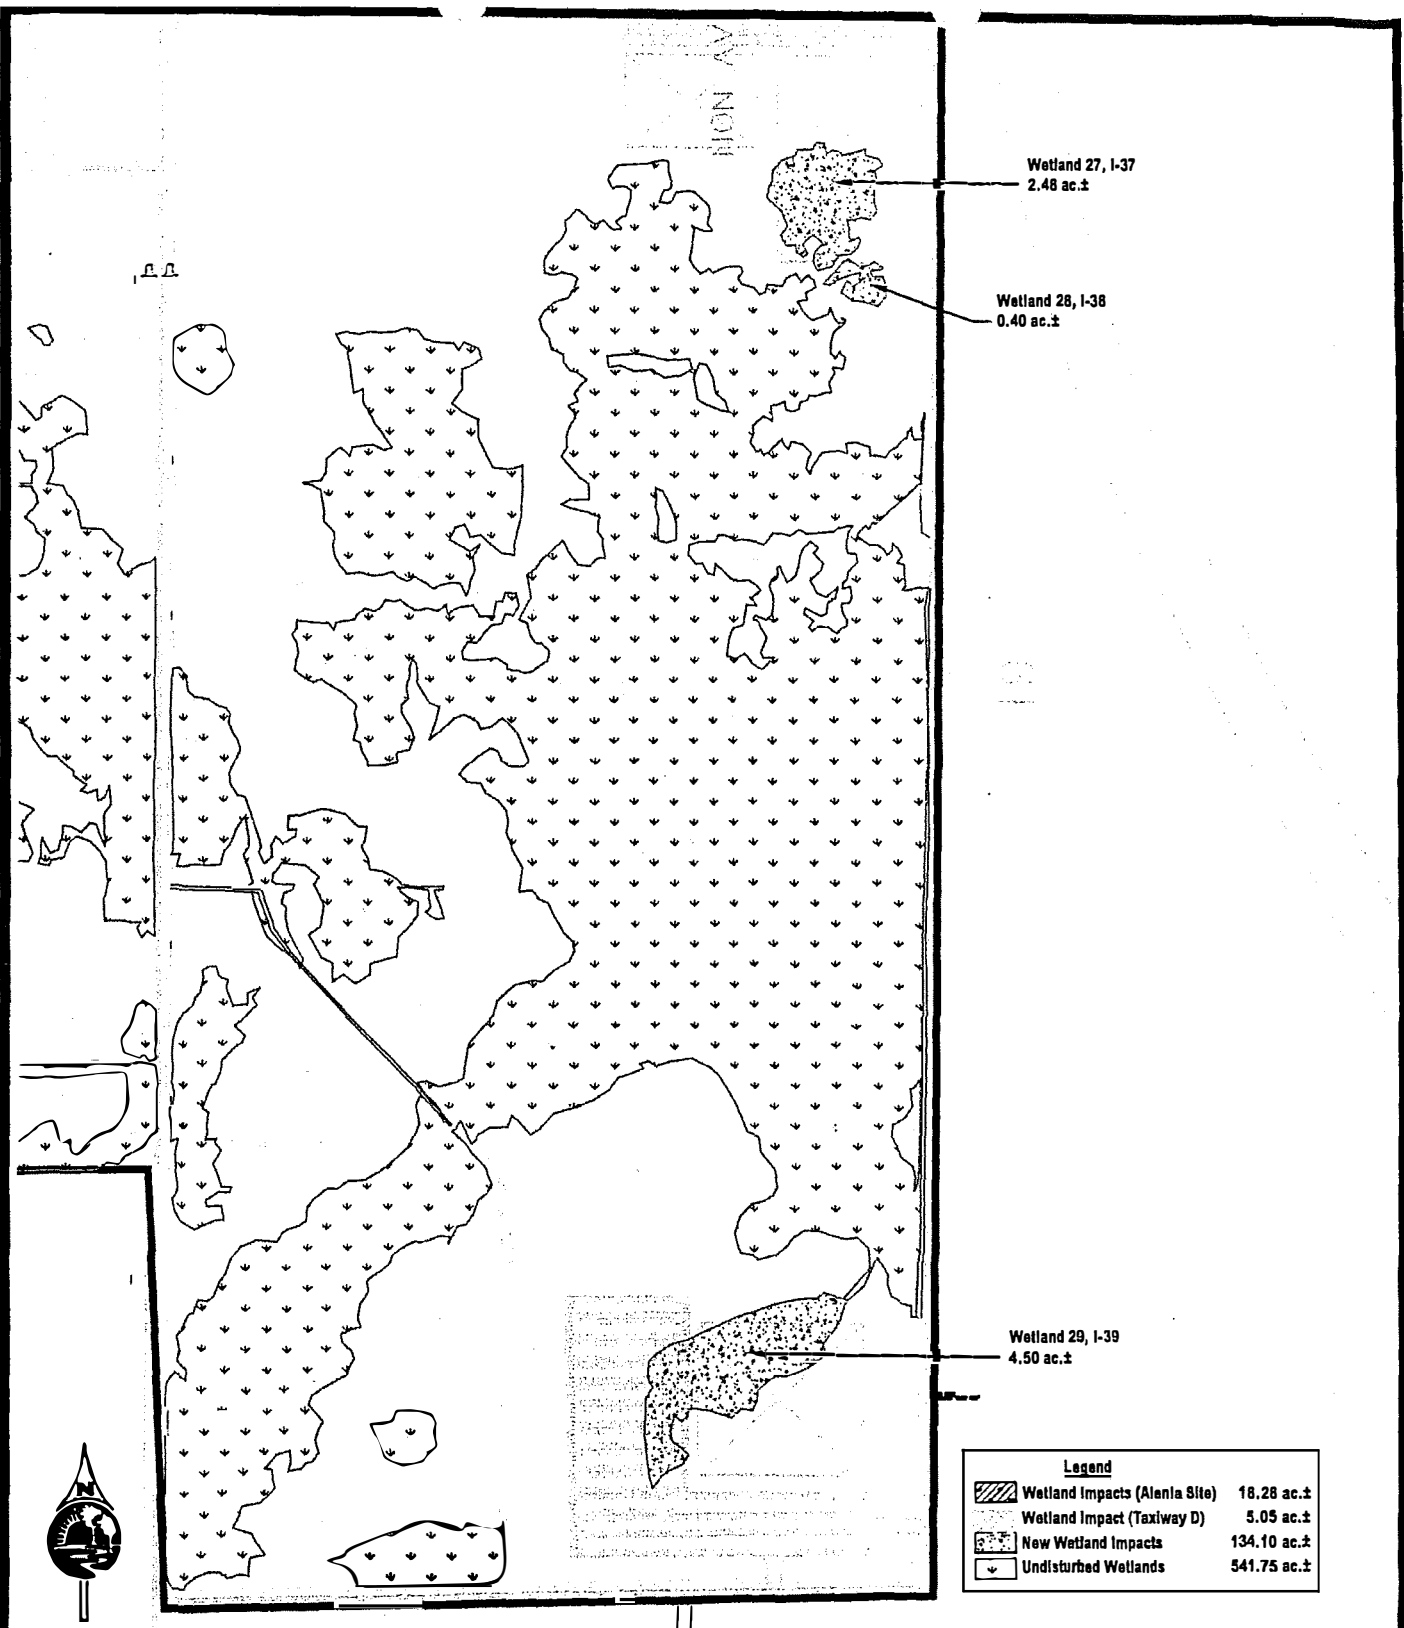 Wetland 27, I-37
2.48 ac.±
Wetland 28, I-38
0.40 ac.±
Wetland 29, I-39
4.50 ac.±
N
Legend
Wetland Impacts (Alenia Site) 18.28 ac.±
Wetland Impact (Taxiway D) 5.05 ac.±
New Wetland Impacts 134.10 ac.±
Undisturbed Wetlands 541.75 ac.±